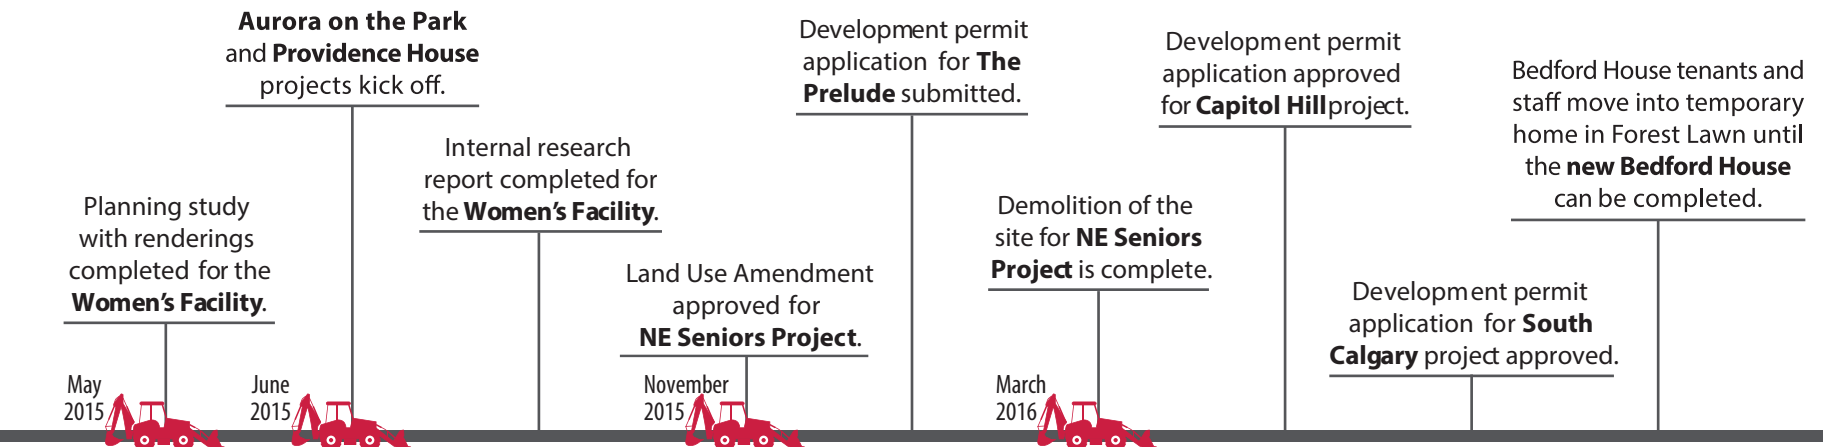 Aurora on the Park
and Providence House
projects kick off.
Planning study
with renderings
completed for the
Women’s Facility.
May
2015
June
2015
Internal research
report completed for
the Women’s Facility.
Land Use Amendment
approved for
NE Seniors Project.
November
2015
Development permit
application for The
Prelude submitted.
Demolition of the
site for NE Seniors
Project is complete.
March
2016
Development permit
application approved
for Capitol Hill project.
Development permit
application for South
Calgary project approved.
Bedford House tenants and
staff move into temporary
home in Forest Lawn until
the new Bedford House
can be completed.